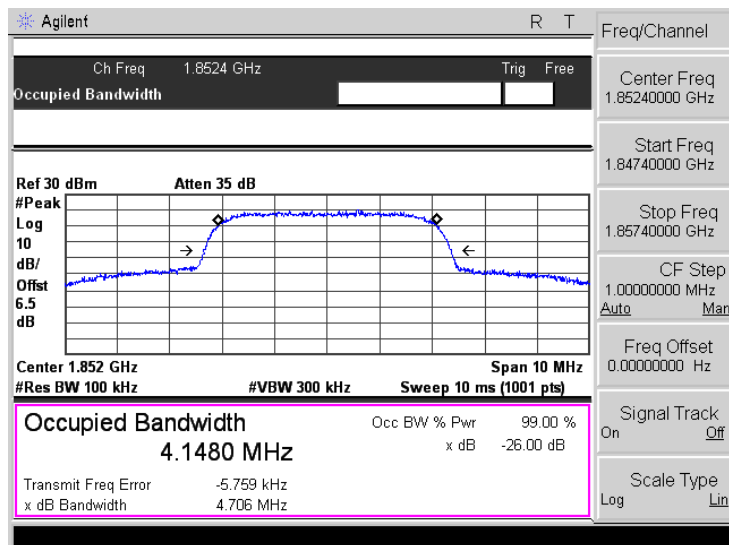 Agilent R T
Ch Freq 1.8524 GHz Trig Free
Occupied Bandwidth
Ref 30 dBm Atten 35 dB
#Peak
Log
10
dB/
Offst
6.5
dB
Center 1.852 GHz Span 10 MHz
#Res BW 100 kHz #VBW 300 kHz Sweep 10 ms (1001 pts)
Occupied Bandwidth Occ BW % Pwr 99.00 %
4.1480 MHz x dB -26.00 dB
Transmit Freq Error -5.759 kHz
x dB Bandwidth 4.706 MHz
Freq/Channel
Center Freq
1.85240000 GHz
Start Freq
1.84740000 GHz
Stop Freq
1.85740000 GHz
CF Step
1.00000000 MHz
Auto Man
Freq Offset
0.00000000 Hz
Signal Track
On Off
Scale Type
Log Lin